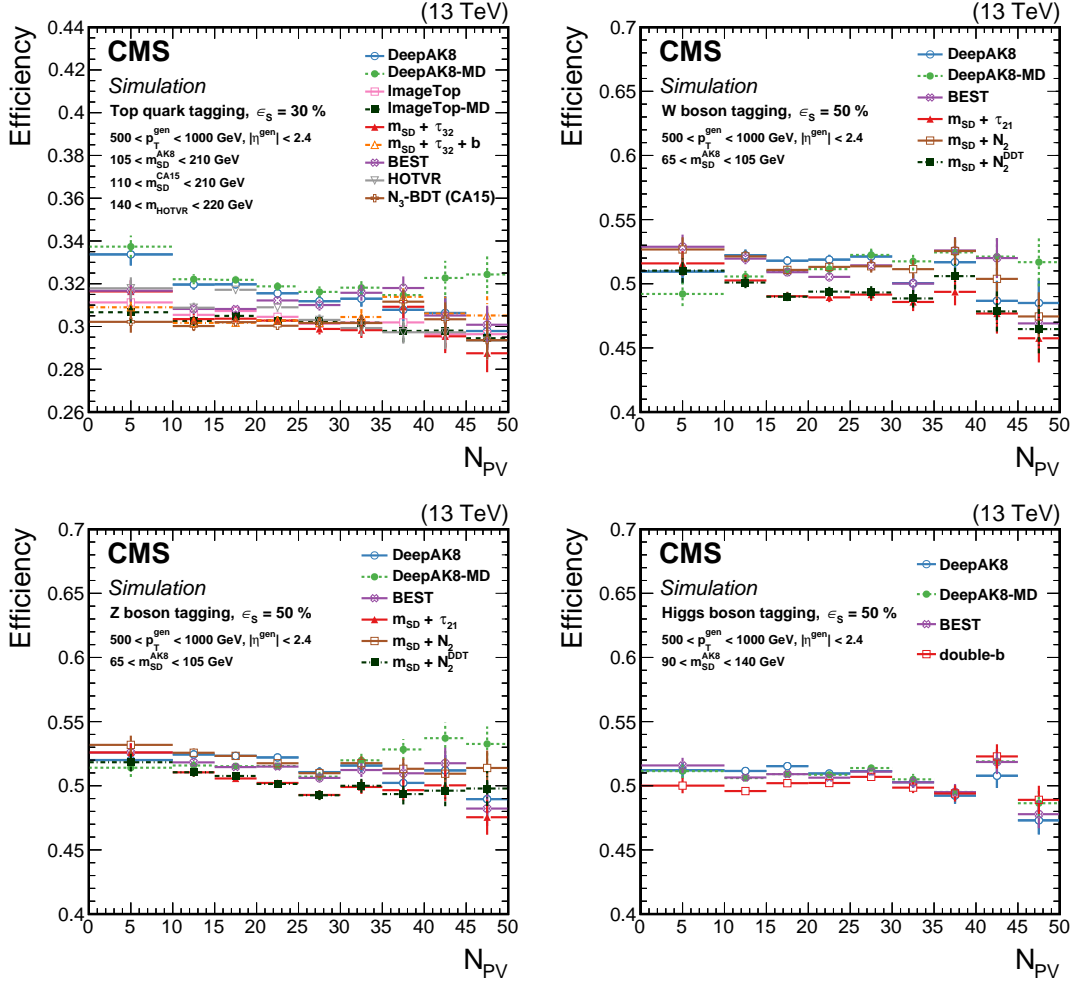 (13 TeV)
Efficiency
0.44
0.42
0.4
0.38
0.36
0.34
0.32
0.3
0.28
0.26
CMS
Simulation
Top quark tagging, ϵ_S = 30 %
500 < p_T^gen < 1000 GeV, |η^gen| < 2.4
105 < m_SD^AK8 < 210 GeV
110 < m_SD^CA15 < 210 GeV
140 < m_HOTVR < 220 GeV
DeepAK8
DeepAK8-MD
ImageTop
ImageTop-MD
m_SD + τ_32
m_SD + τ_32 + b
BEST
HOTVR
N_3-BDT (CA15)
0 5 10 15 20 25 30 35 40 45 50
N_PV
(13 TeV)
Efficiency
0.7
0.65
0.6
0.55
0.5
0.45
0.4
CMS
Simulation
W boson tagging, ϵ_S = 50 %
500 < p_T^gen < 1000 GeV, |η^gen| < 2.4
65 < m_SD^AK8 < 105 GeV
DeepAK8
DeepAK8-MD
BEST
m_SD + τ_21
m_SD + N_2
m_SD + N_2^DDT
0 5 10 15 20 25 30 35 40 45 50
N_PV
(13 TeV)
Efficiency
0.7
0.65
0.6
0.55
0.5
0.45
0.4
CMS
Simulation
Z boson tagging, ϵ_S = 50 %
500 < p_T^gen < 1000 GeV, |η^gen| < 2.4
65 < m_SD^AK8 < 105 GeV
DeepAK8
DeepAK8-MD
BEST
m_SD + τ_21
m_SD + N_2
m_SD + N_2^DDT
0 5 10 15 20 25 30 35 40 45 50
N_PV
(13 TeV)
Efficiency
0.7
0.65
0.6
0.55
0.5
0.45
0.4
CMS
Simulation
Higgs boson tagging, ϵ_S = 50 %
500 < p_T^gen < 1000 GeV, |η^gen| < 2.4
90 < m_SD^AK8 < 140 GeV
DeepAK8
DeepAK8-MD
BEST
double-b
0 5 10 15 20 25 30 35 40 45 50
N_PV